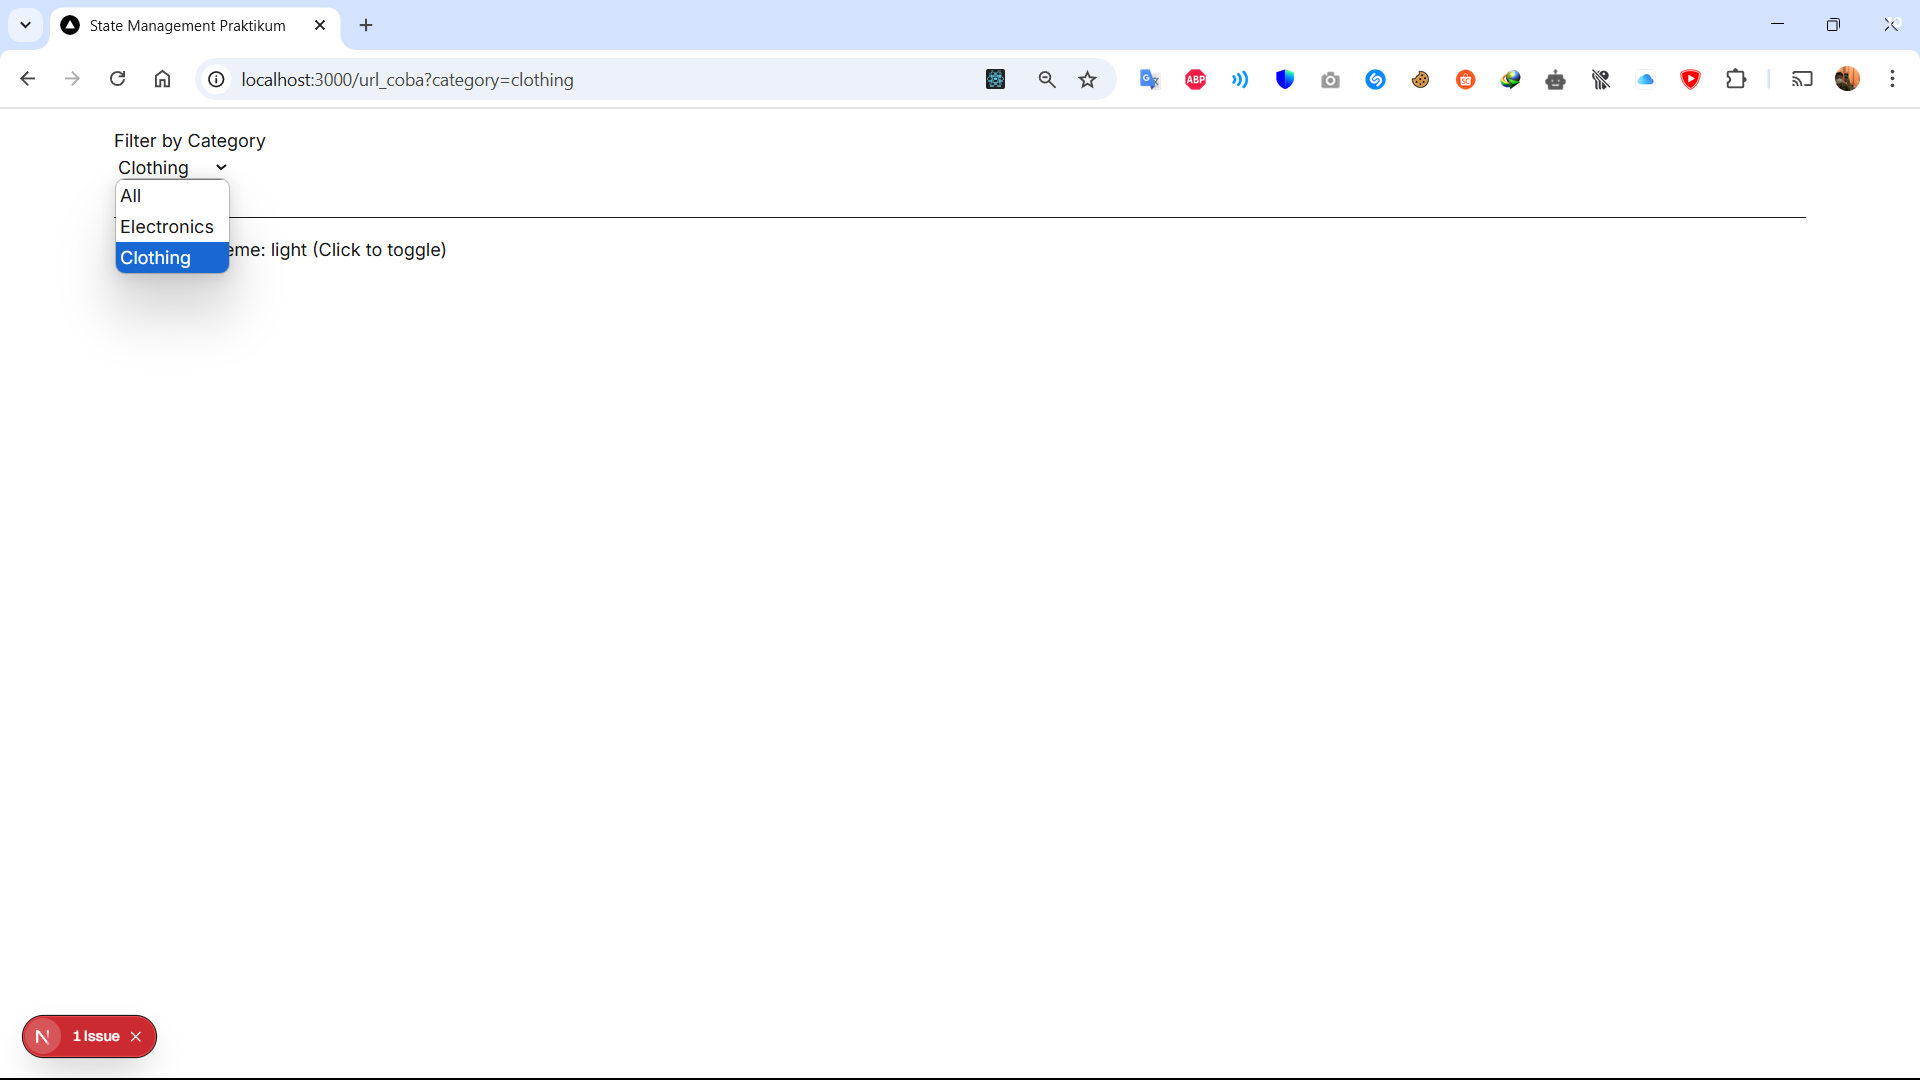 State Management Praktikum
localhost:3000/url_coba?category=clothing
ABP
Filter by Category
Clothing
All
Electronics
Clothing
eme: light (Click to toggle)
N 1 Issue